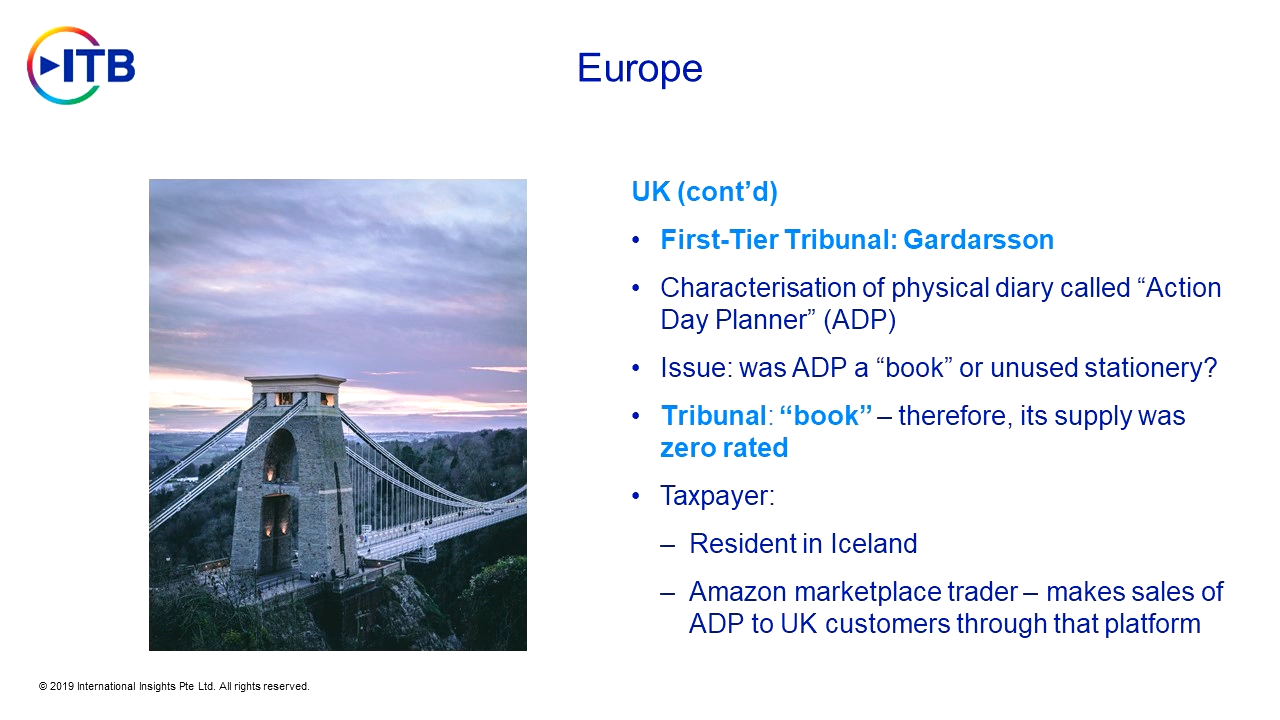 ITB
Europe
UK (cont’d)
• First-Tier Tribunal: Gardarsson
• Characterisation of physical diary called “Action
Day Planner” (ADP)
• Issue: was ADP a “book” or unused stationery?
• Tribunal: “book” – therefore, its supply was
zero rated
• Taxpayer:
– Resident in Iceland
– Amazon marketplace trader – makes sales of
ADP to UK customers through that platform
© 2019 International Insights Pte Ltd. All rights reserved.